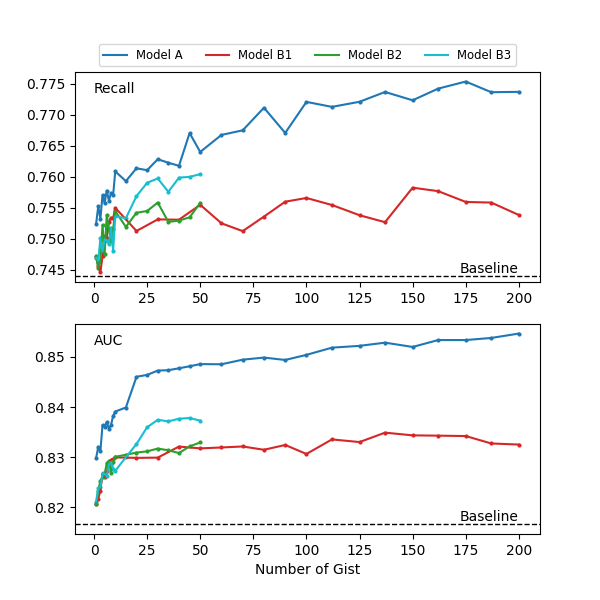 Model A Model B1 Model B2 Model B3
Recall
0.775
0.770
0.765
0.760
0.755
0.750
0.745
Baseline
0 25 50 75 100 125 150 175 200
AUC
0.85
0.84
0.83
0.82
Baseline
0 25 50 75 100 125 150 175 200
Number of Gist